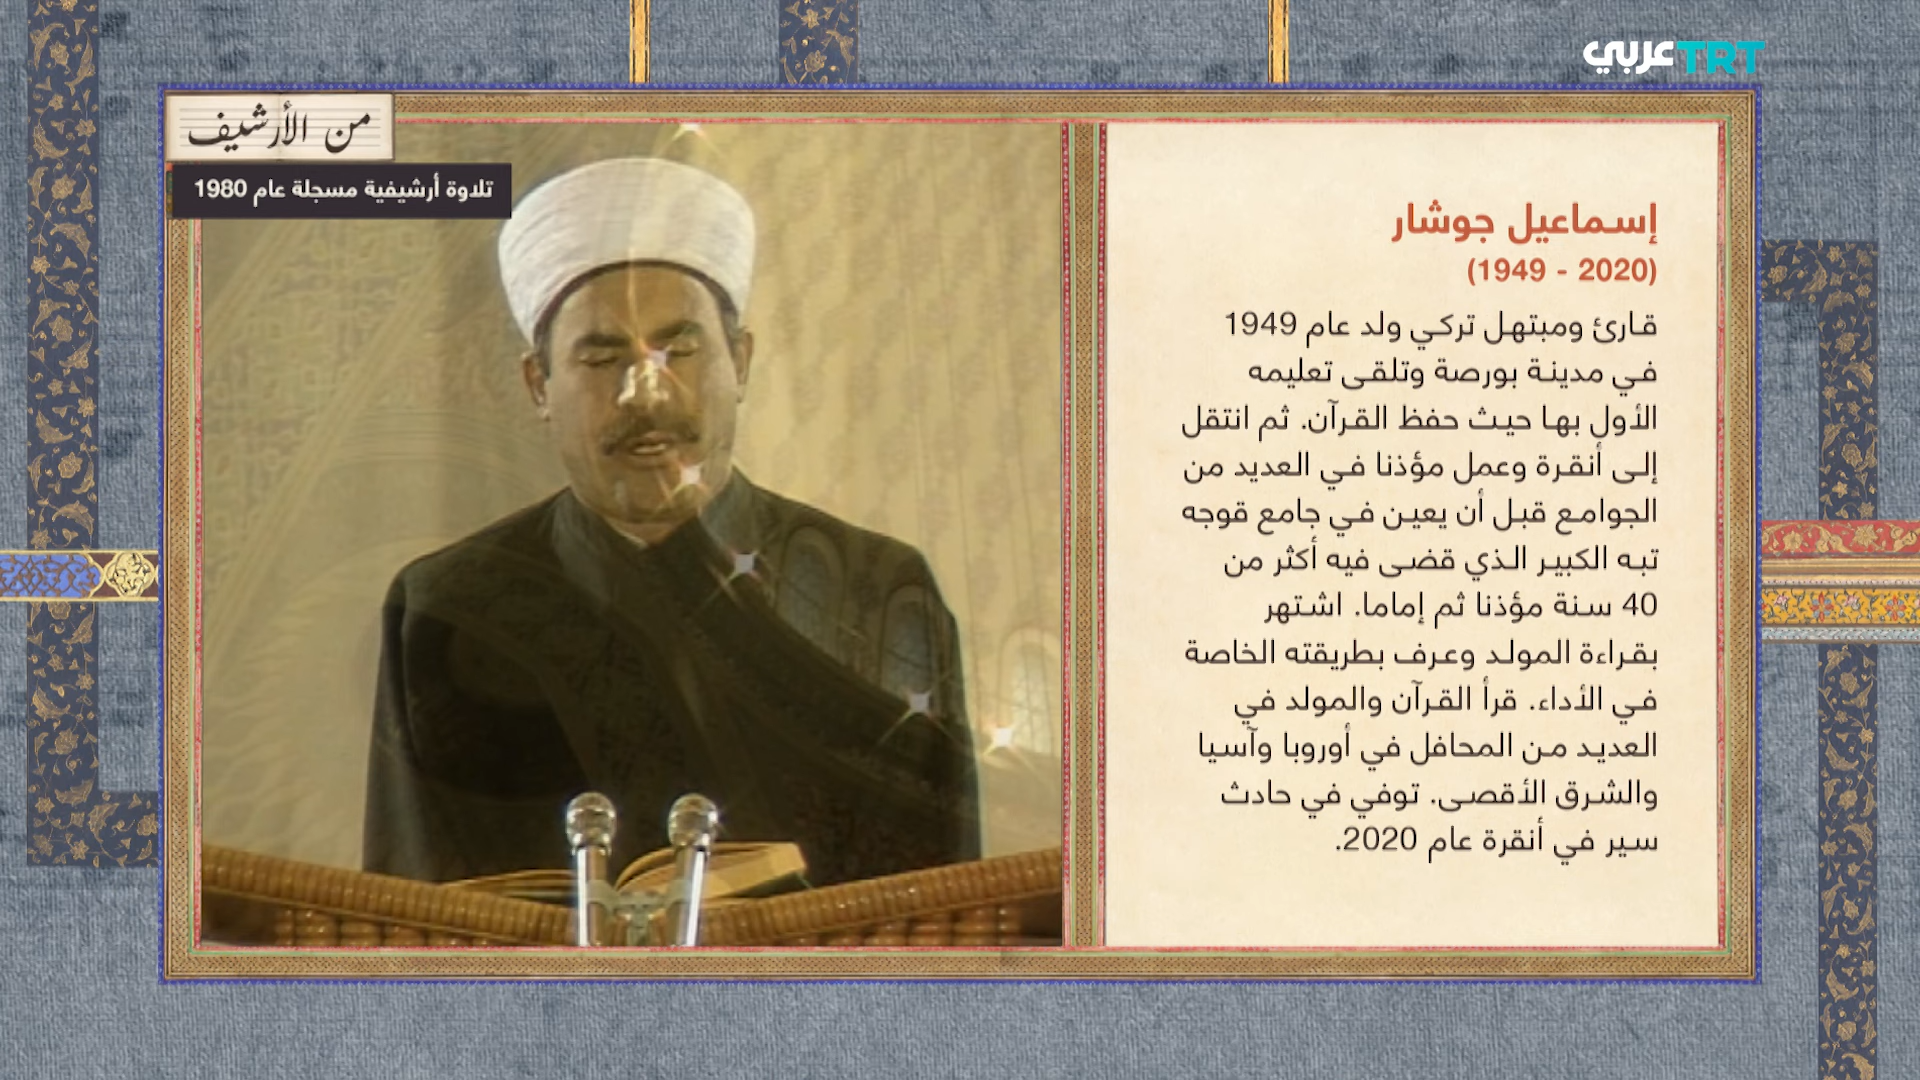 TRT عربي
من الأرشيف
تلاوة أرشيفية مسجلة عام 1980
إسماعيل جوشار
(1949 - 2020)
قارئ ومبتهل تركي ولد عام 1949
في مدينة بورصة وتلقى تعليمه
الأول بها حيث حفظ القرآن. ثم انتقل
إلى أنقرة وعمل مؤذنا في العديد من
الجوامع قبل أن يعين في جامع قوجه
تبه الكبير الذي قضى فيه أكثر من
40 سنة مؤذنا ثم إماما. اشتهر
بقراءة المولد وعرف بطريقته الخاصة
في الأداء. قرأ القرآن والمولد في
العديد من المحافل في أوروبا وآسيا
والشرق الأقصى. توفي في حادث
سير في أنقرة عام 2020.